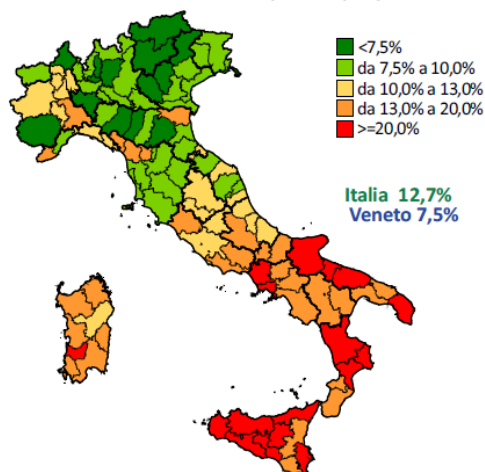 <7,5%
da 7,5% a 10,0%
da 10,0% a 13,0%
da 13,0% a 20,0%
>=20,0%
Italia 12,7%
Veneto 7,5%